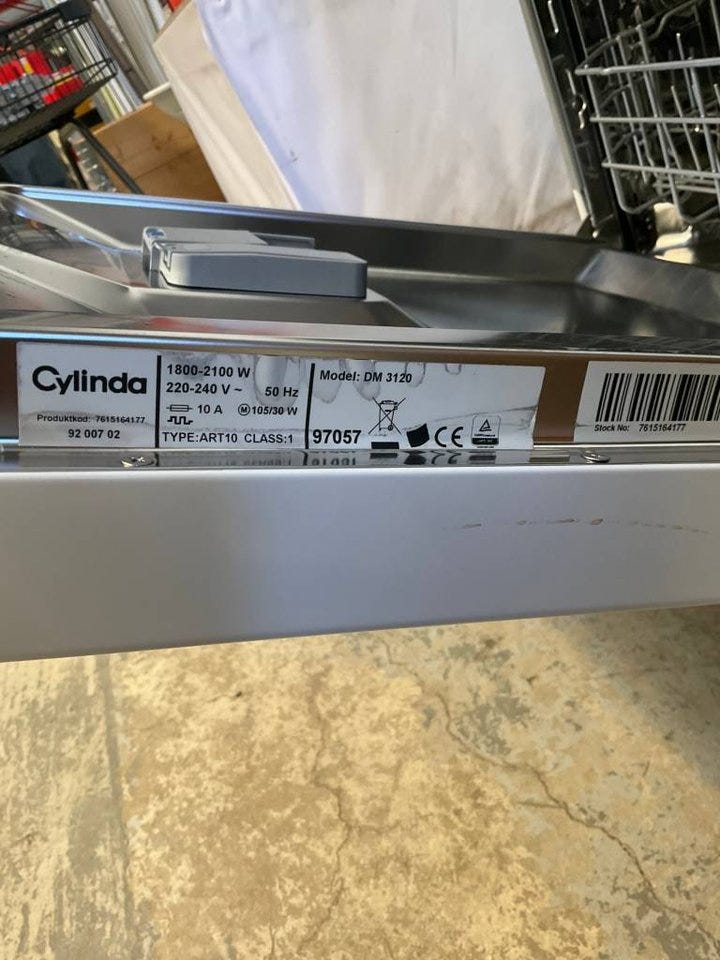 Cylinda
Produktkod: 7615164177
92 007 02
1800-2100 W
220-240 V ~ 50 Hz
10 A M 105/30 W
TYPE:ART10 CLASS:1
Model: DM 3120
97057
CE
Stock No: 7615164177